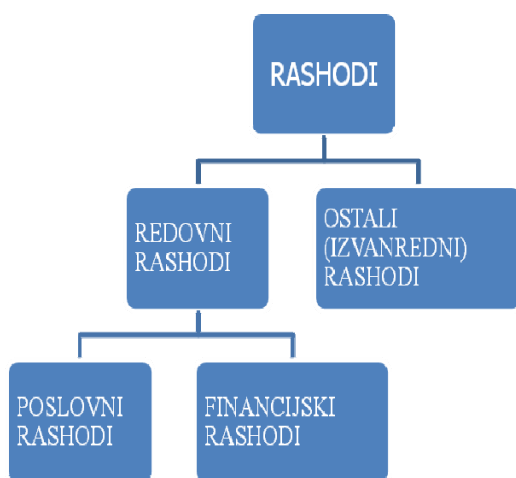 RASHODI
REDOVNI
RASHODI
OSTALI
(IZVANREDNI)
RASHODI
POSLOVNI
RASHODI
FINANCIJSKI
RASHODI